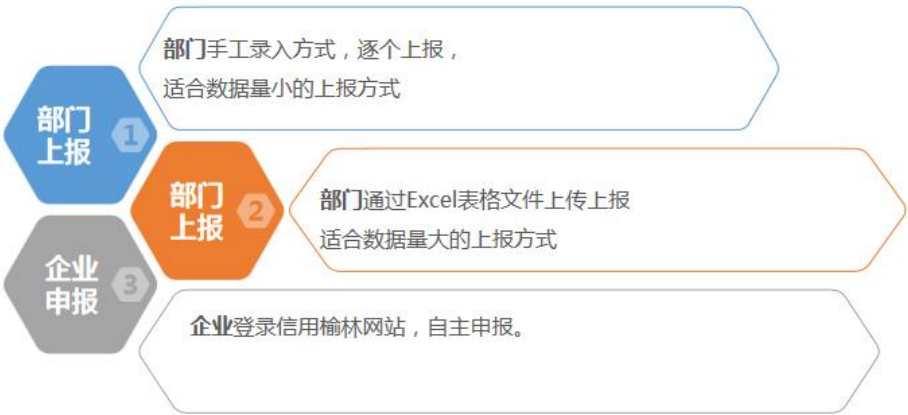 部门手工录入方式，逐个上报，
适合数据量小的上报方式
部门
上报
1
部门
上报
2
部门通过Excel表格文件上传上报
适合数据量大的上报方式
企业
申报
3
企业登录信用榆林网站，自主申报。